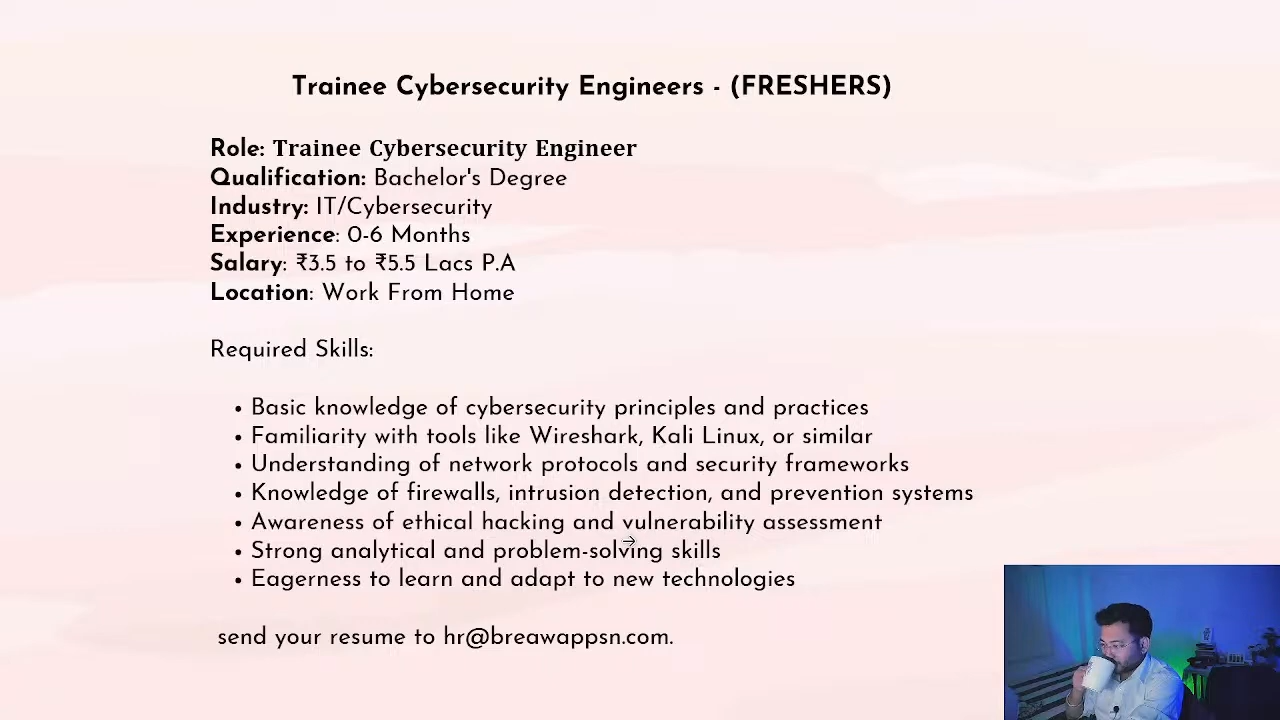 Trainee Cybersecurity Engineers - (FRESHERS)
Role: Trainee Cybersecurity Engineer
Qualification: Bachelor's Degree
Industry: IT/Cybersecurity
Experience: 0-6 Months
Salary: ₹3.5 to ₹5.5 Lacs P.A
Location: Work From Home
Required Skills:
• Basic knowledge of cybersecurity principles and practices
• Familiarity with tools like Wireshark, Kali Linux, or similar
• Understanding of network protocols and security frameworks
• Knowledge of firewalls, intrusion detection, and prevention systems
• Awareness of ethical hacking and vulnerability assessment
• Strong analytical and problem-solving skills
• Eagerness to learn and adapt to new technologies
send your resume to hr@breawappsn.com.